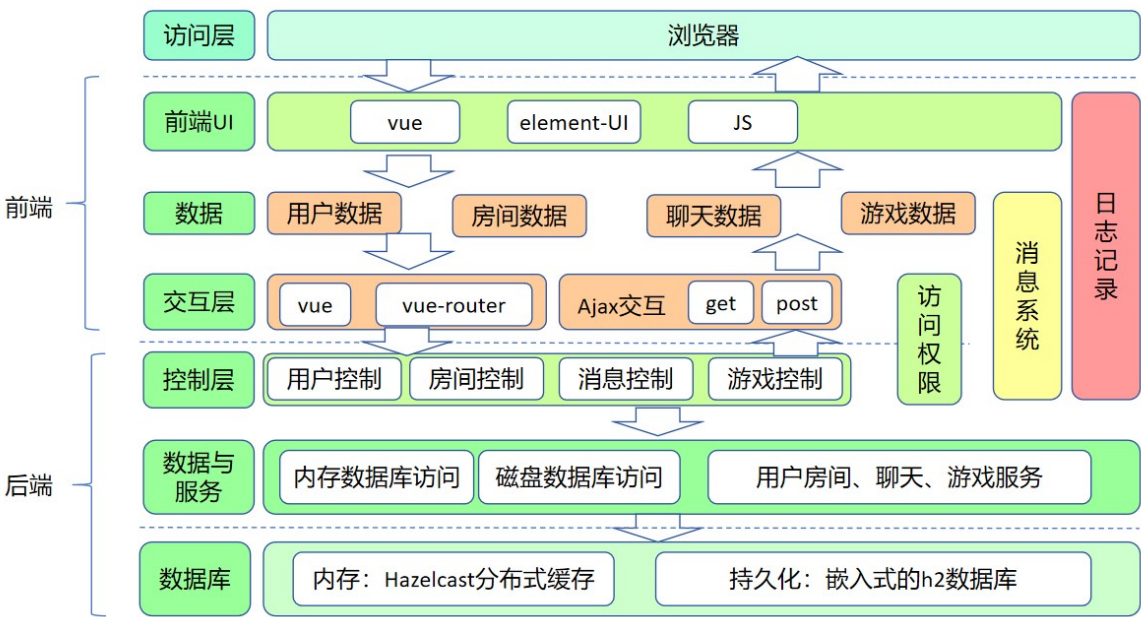 访问层
浏览器
前端
前端UI
vue
element-UI
JS
数据
用户数据
房间数据
聊天数据
游戏数据
交互层
vue
vue-router
Ajax交互
get
post
访问权限
消息系统
日志记录
后端
控制层
用户控制
房间控制
消息控制
游戏控制
数据与
服务
内存数据库访问
磁盘数据库访问
用户房间、聊天、游戏服务
数据库
内存：Hazelcast分布式缓存
持久化：嵌入式的h2数据库